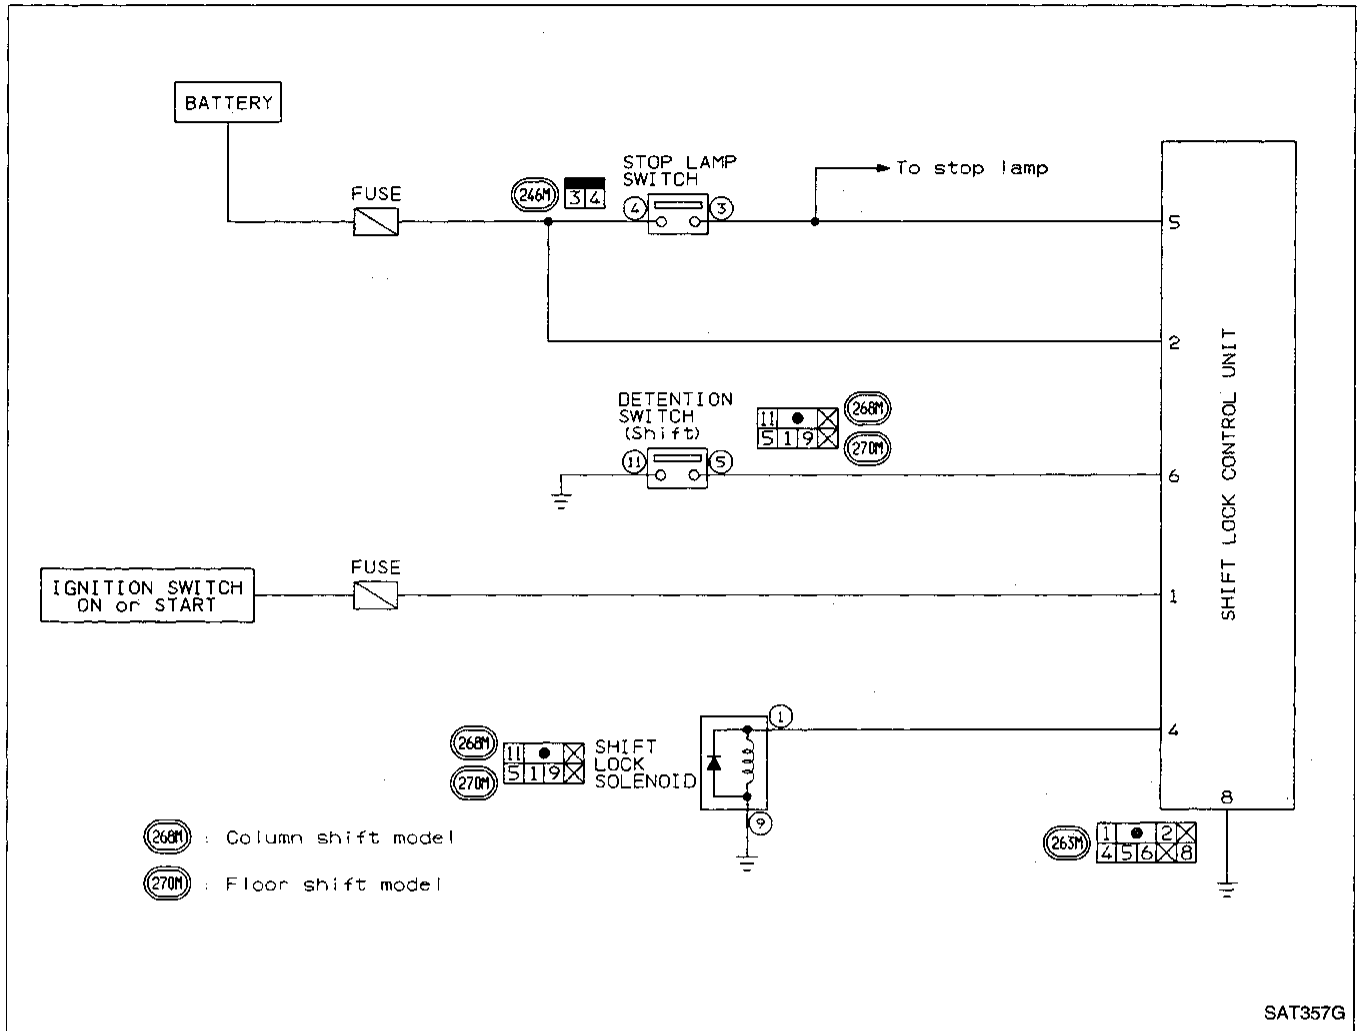 BATTERY
FUSE
246M
3 4
STOP LAMP
SWITCH
4
3
To stop lamp
5
2
DETENTION
SWITCH
(Shift)
11
5
11
5 1 9
268M
270M
6
SHIFT LOCK CONTROL UNIT
IGNITION SWITCH
ON or START
FUSE
1
268M
270M
11
5 1 9
SHIFT
LOCK
SOLENOID
1
9
4
8
263M
1 2
4 5 6 8
268M : Column shift model
270M : Floor shift model
SAT357G